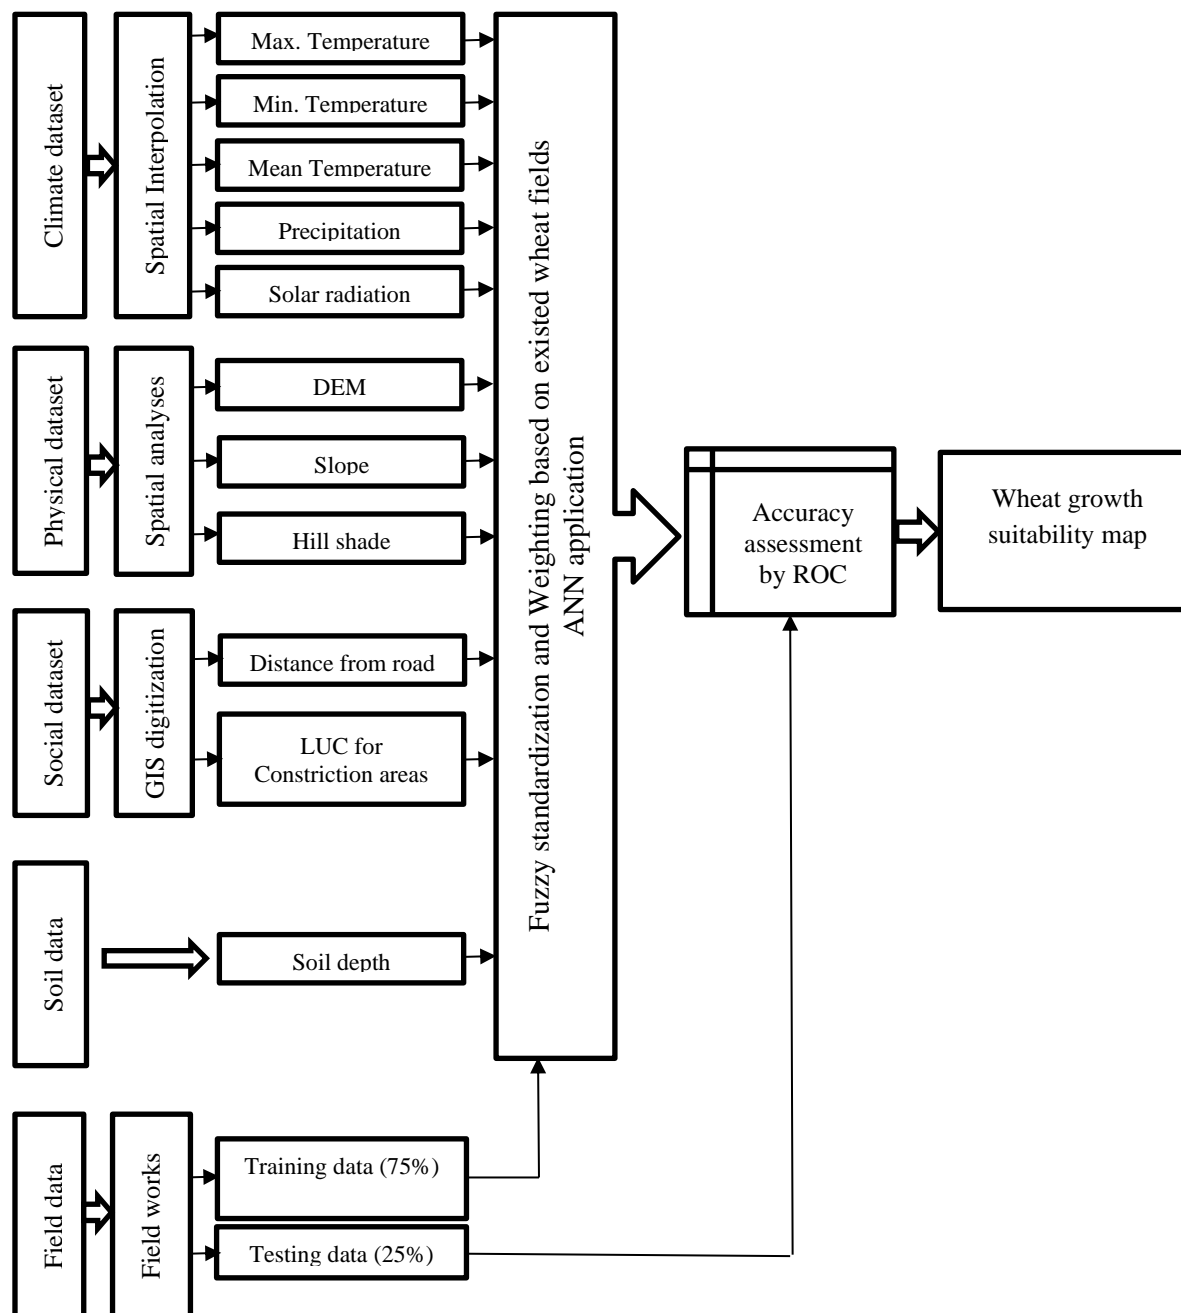 Climate dataset
Spatial Interpolation
Max. Temperature
Min. Temperature
Mean Temperature
Precipitation
Solar radiation
Physical dataset
Spatial analyses
DEM
Slope
Hill shade
Social dataset
GIS digitization
Distance from road
LUC for
Constriction areas
Soil data
Soil depth
Field data
Field works
Training data (75%)
Testing data (25%)
Fuzzy standardization and Weighting based on existed wheat fields
ANN application
Accuracy
assessment
by ROC
Wheat growth
suitability map